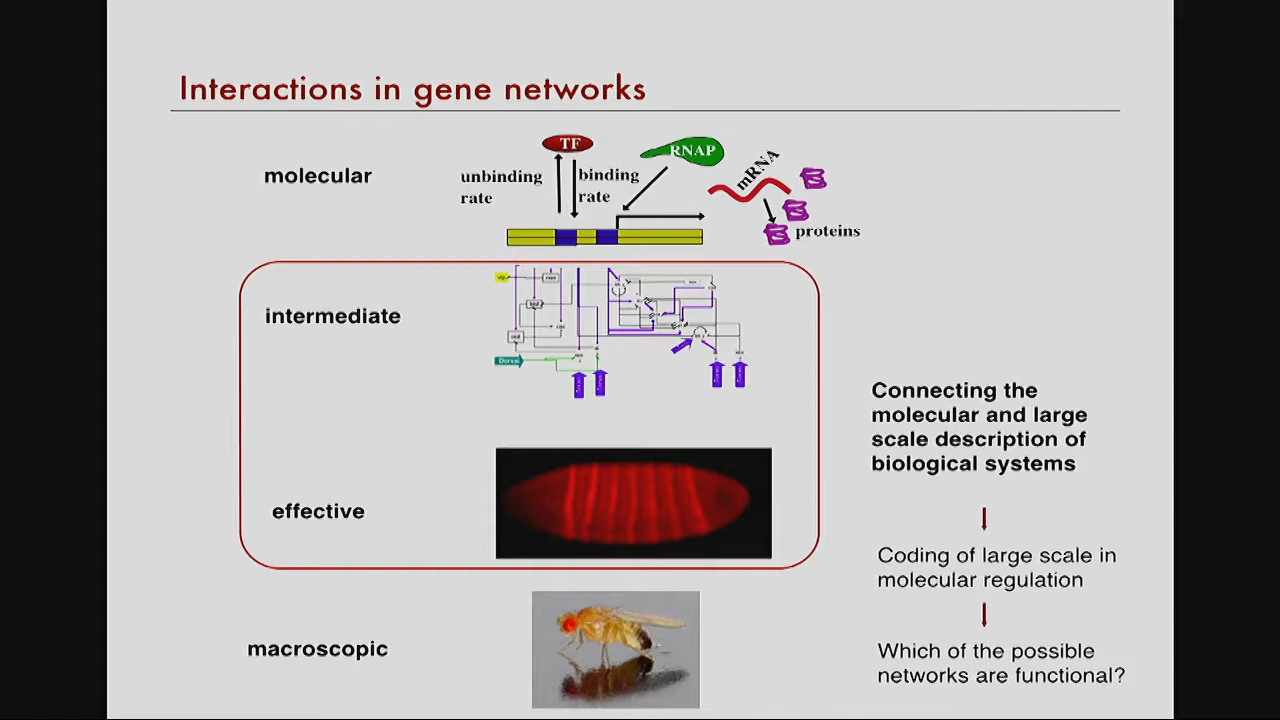 Interactions in gene networks
molecular
TF
RNAP
mRNA
unbinding
rate
binding
rate
proteins
intermediate
Dorsal
Connecting the
molecular and large
scale description of
biological systems
effective
Coding of large scale in
molecular regulation
macroscopic
Which of the possible
networks are functional?